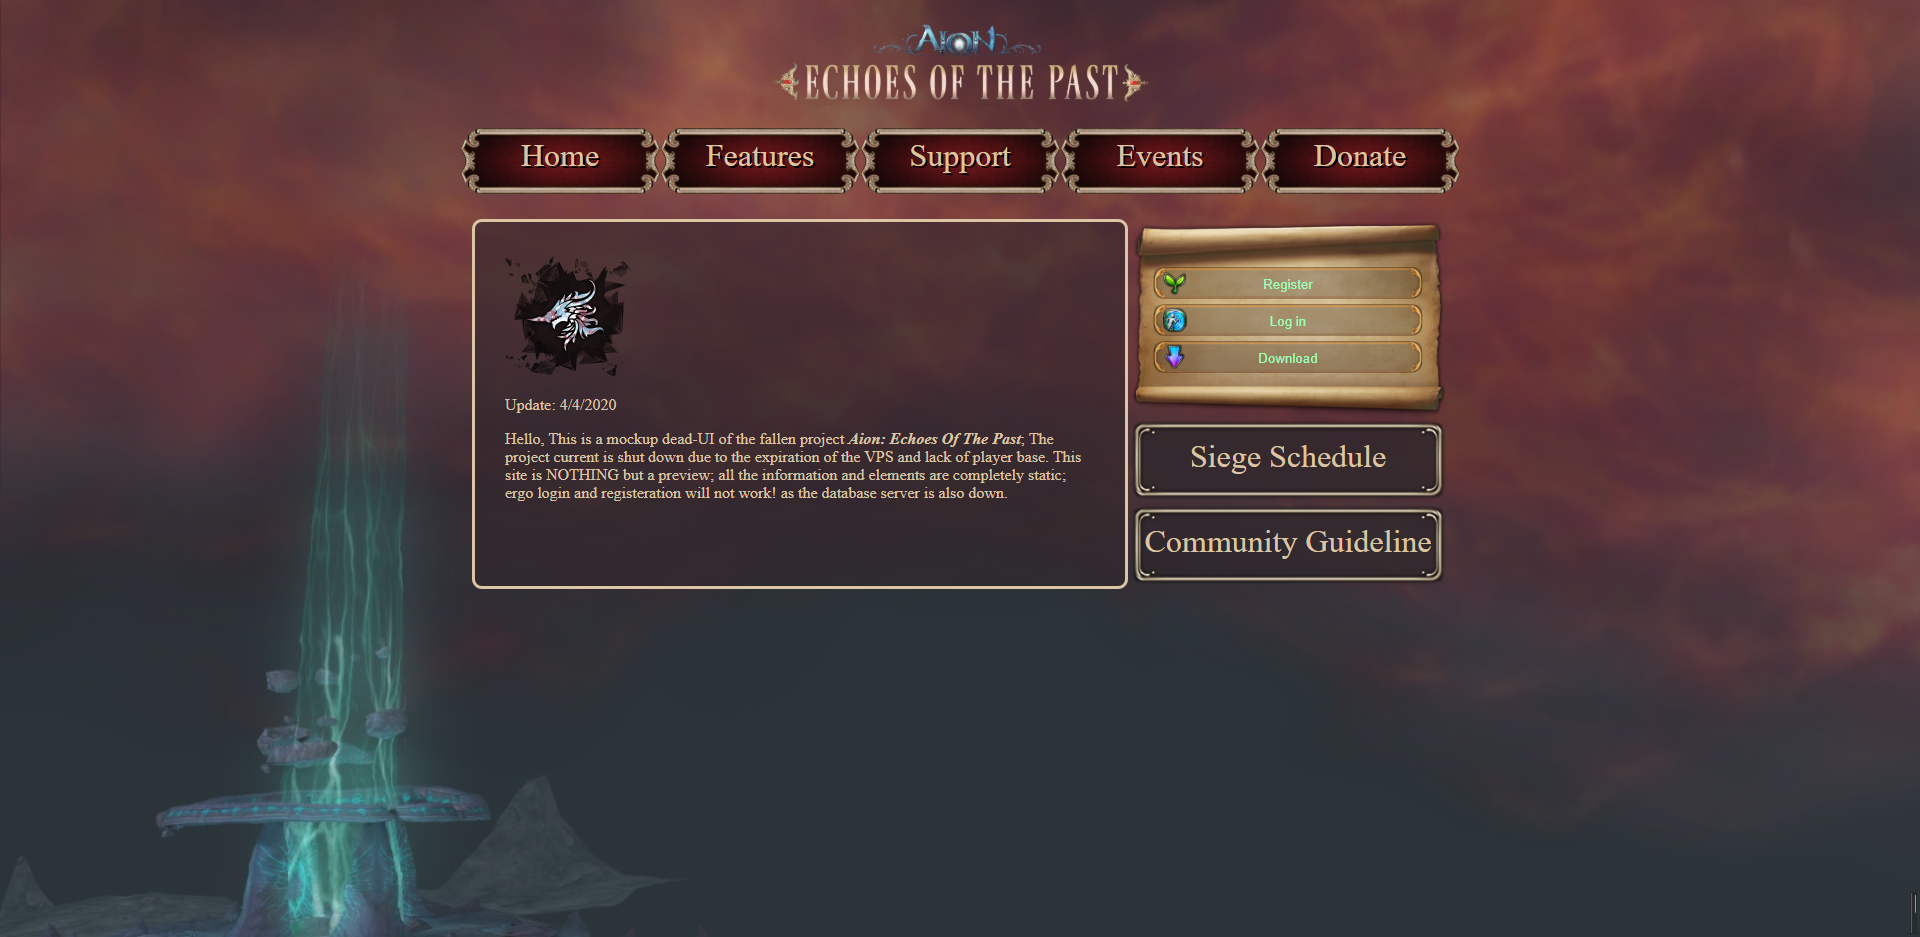 AION
ECHOES OF THE PAST
Home
Features
Support
Events
Donate
Update: 4/4/2020
Hello, This is a mockup dead-UI of the fallen project Aion: Echoes Of The Past; The
project current is shut down due to the expiration of the VPS and lack of player base. This
site is NOTHING but a preview; all the information and elements are completely static;
ergo login and registeration will not work! as the database server is also down.
Register
Log in
Download
Siege Schedule
Community Guideline